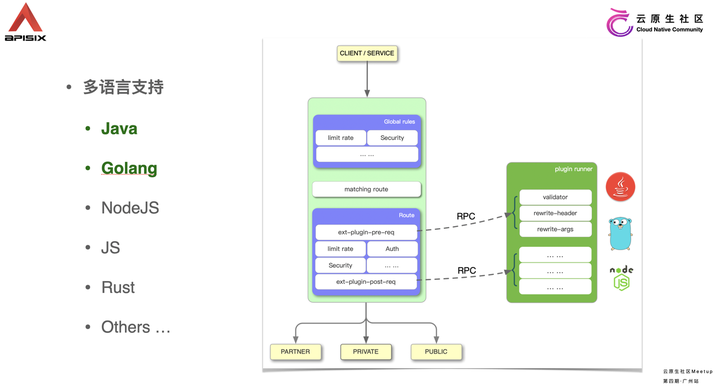 APISIX
云原生社区
Cloud Native Community
• 多语言支持
• Java
• Golang
• NodeJS
• JS
• Rust
• Others ...
CLIENT / SERVICE
Global rules
limit rate
Security
... ...
matching route
Route
ext-plugin-pre-req
limit rate
Auth
Security
... ...
ext-plugin-post-req
RPC
RPC
plugin runner
validator
rewrite-header
rewrite-args
... ...
... ...
... ...
node
JS
PARTNER
PRIVATE
PUBLIC
云原生社区Meetup
第四期·广州站